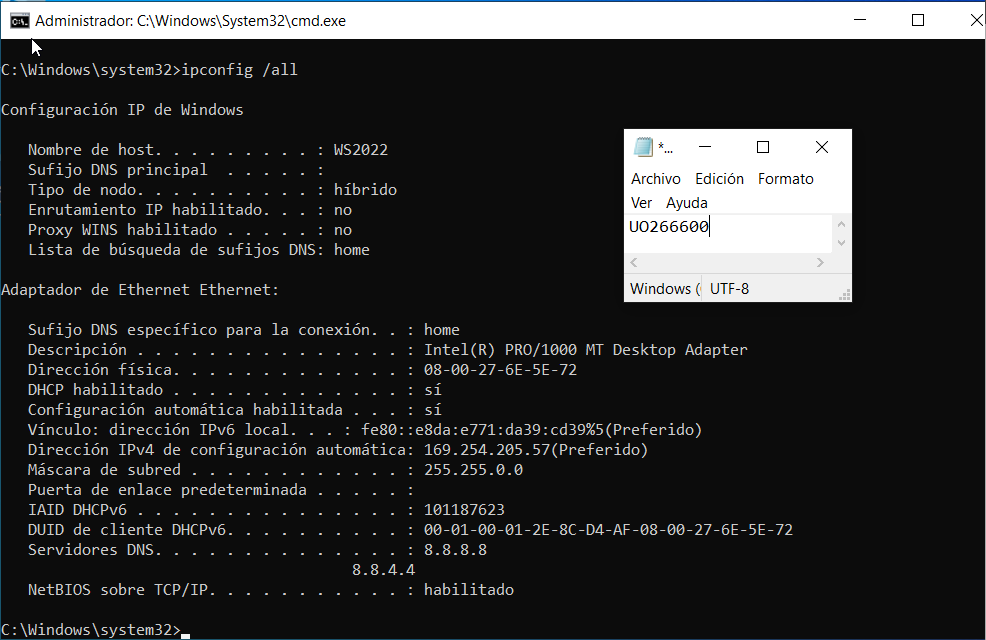 Administrador: C:\Windows\System32\cmd.exe
C:\Windows\system32>ipconfig /all
Configuración IP de Windows
Nombre de host. . . . . . . . . : WS2022
Sufijo DNS principal  . . . . . :
Tipo de nodo. . . . . . . . . . : híbrido
Enrutamiento IP habilitado. . . : no
Proxy WINS habilitado . . . . . : no
Lista de búsqueda de sufijos DNS: home
Adaptador de Ethernet Ethernet:
Sufijo DNS específico para la conexión. . : home
Descripción . . . . . . . . . . . . . . . : Intel(R) PRO/1000 MT Desktop Adapter
Dirección física. . . . . . . . . . . . . : 08-00-27-6E-5E-72
DHCP habilitado . . . . . . . . . . . . . : sí
Configuración automática habilitada . . . : sí
Vínculo: dirección IPv6 local. . . : fe80::e8da:e771:da39:cd39%5(Preferido)
Dirección IPv4 de configuración automática: 169.254.205.57(Preferido)
Máscara de subred . . . . . . . . . . . . : 255.255.0.0
Puerta de enlace predeterminada . . . . . :
IAID DHCPv6 . . . . . . . . . . . . . . . : 101187623
DUID de cliente DHCPv6. . . . . . . . . . : 00-01-00-01-2E-8C-D4-AF-08-00-27-6E-5E-72
Servidores DNS. . . . . . . . . . . . . . : 8.8.8.8
8.8.4.4
NetBIOS sobre TCP/IP. . . . . . . . . . . : habilitado
C:\Windows\system32>
*...
Archivo Edición Formato
Ver Ayuda
UO266600
Windows ( UTF-8